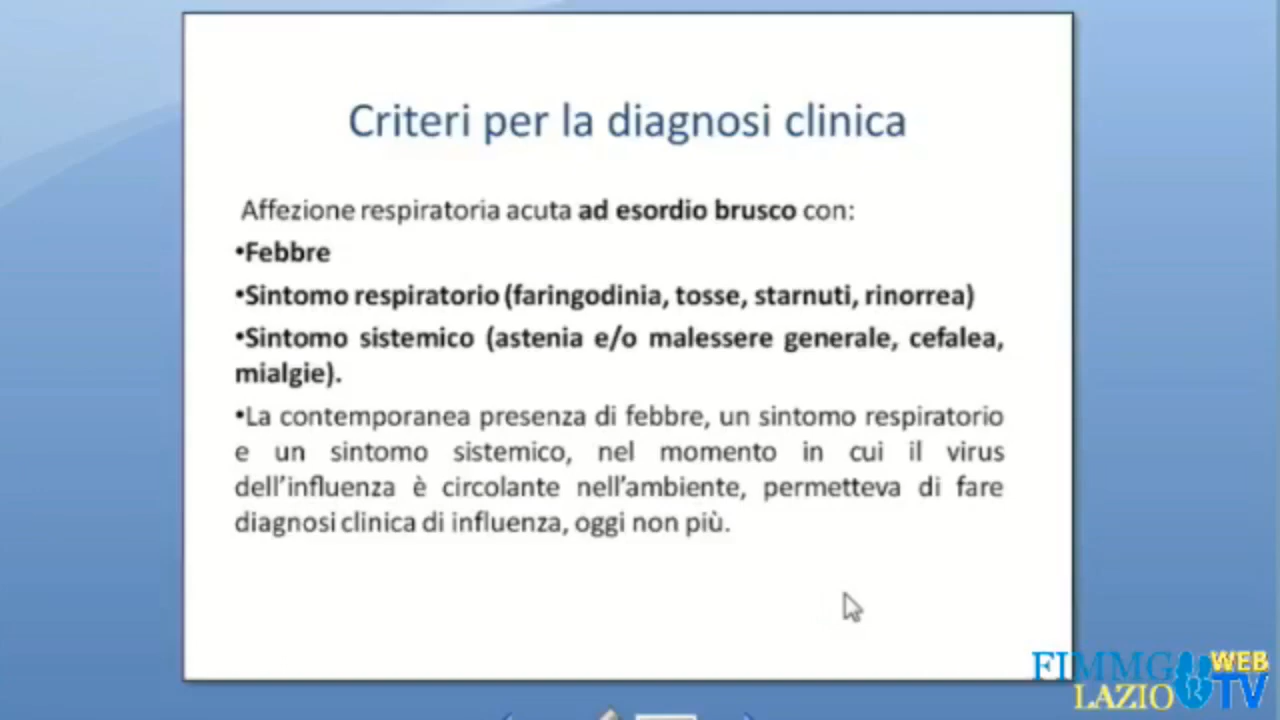 Criteri per la diagnosi clinica
Affezione respiratoria acuta ad esordio brusco con:
•Febbre
•Sintomo respiratorio (faringodinia, tosse, starnuti, rinorrea)
•Sintomo sistemico (astenia e/o malessere generale, cefalea,
mialgie).
•La contemporanea presenza di febbre, un sintomo respiratorio
e un sintomo sistemico, nel momento in cui il virus
dell'influenza è circolante nell'ambiente, permetteva di fare
diagnosi clinica di influenza, oggi non più.
FIMMG WEB
LAZIO TV